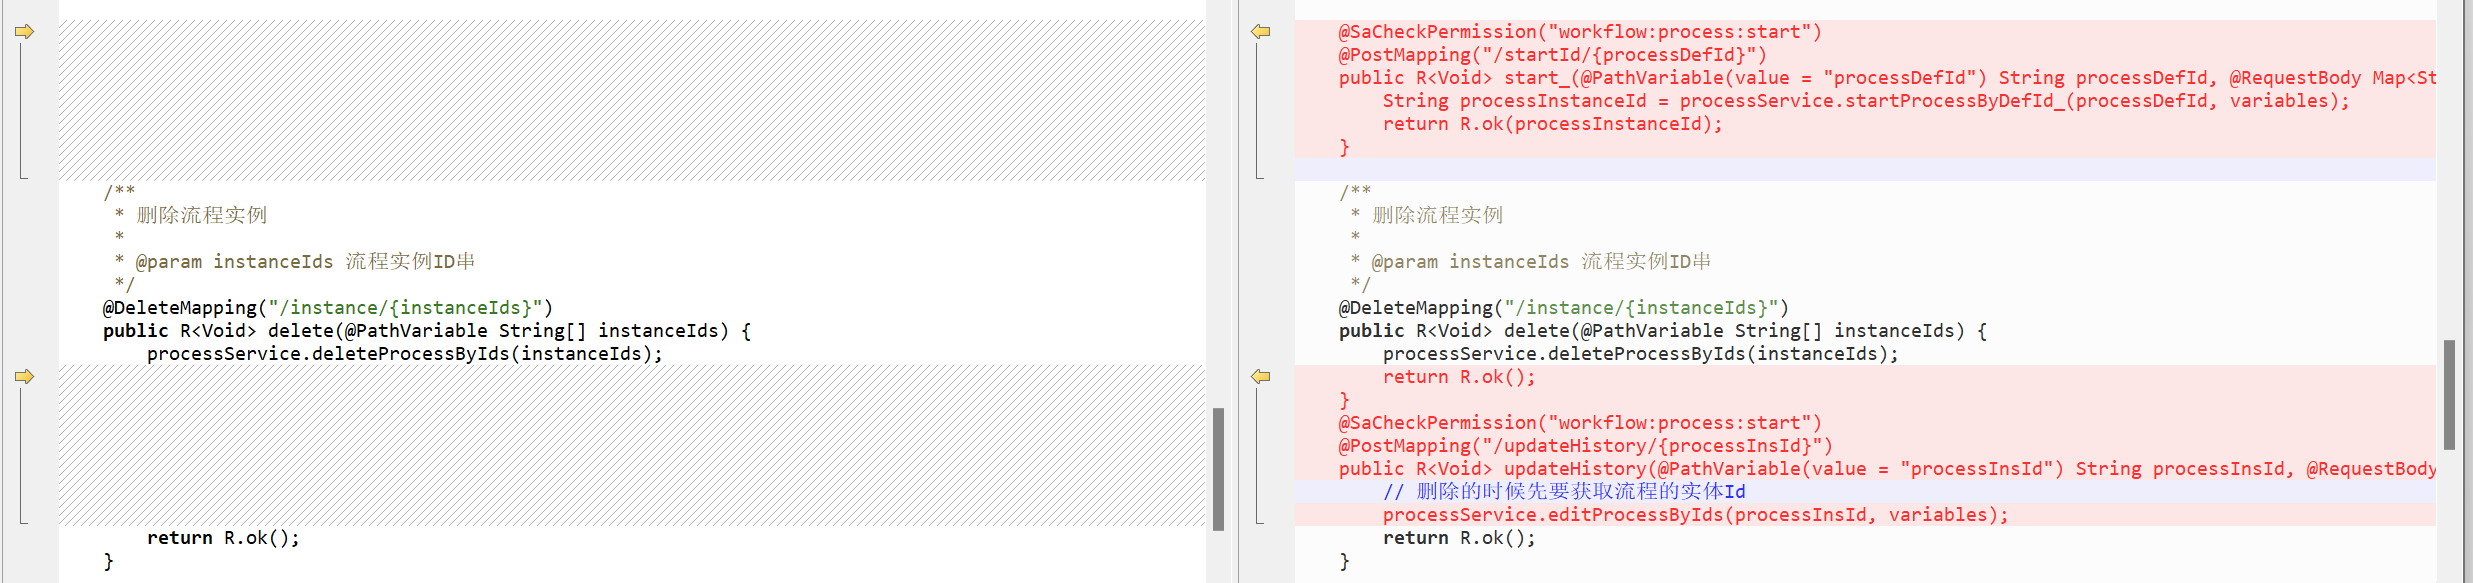 /**
 * 删除流程实例
 *
 * @param instanceIds 流程实例ID串
 */
@DeleteMapping("/instance/{instanceIds}")
public R<Void> delete(@PathVariable String[] instanceIds) {
    processService.deleteProcessByIds(instanceIds);
    return R.ok();
}
@SaCheckPermission("workflow:process:start")
@PostMapping("/startId/{processDefId}")
public R<Void> start_(@PathVariable(value = "processDefId") String processDefId, @RequestBody Map<St
    String processInstanceId = processService.startProcessByDefId_(processDefId, variables);
    return R.ok(processInstanceId);
}
/**
 * 删除流程实例
 *
 * @param instanceIds 流程实例ID串
 */
@DeleteMapping("/instance/{instanceIds}")
public R<Void> delete(@PathVariable String[] instanceIds) {
    processService.deleteProcessByIds(instanceIds);
    return R.ok();
}
@SaCheckPermission("workflow:process:start")
@PostMapping("/updateHistory/{processInsId}")
public R<Void> updateHistory(@PathVariable(value = "processInsId") String processInsId, @RequestBody
    // 删除的时候先要获取流程的实体Id
    processService.editProcessByIds(processInsId, variables);
    return R.ok();
}